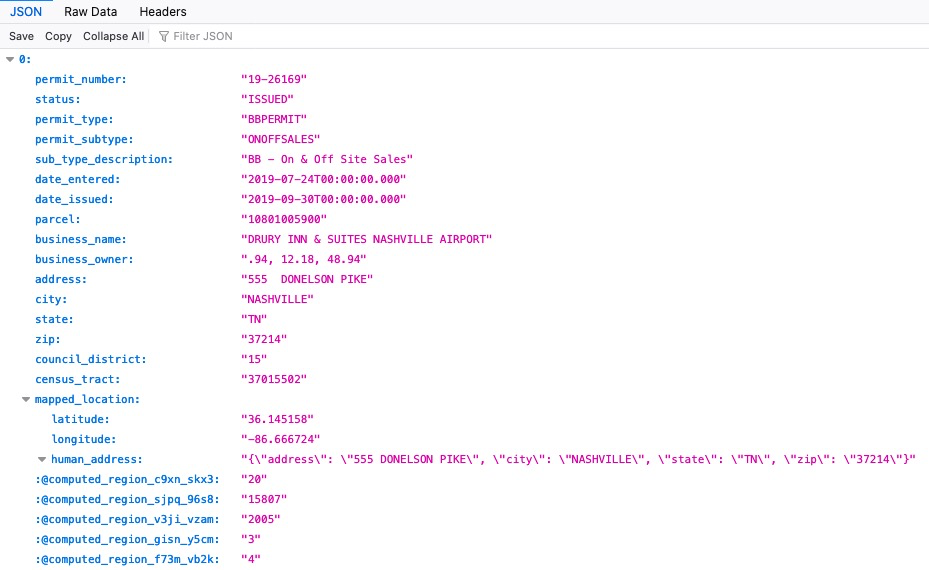 JSON Raw Data Headers
Save Copy Collapse All Filter JSON
0:
permit_number: "19-26169"
status: "ISSUED"
permit_type: "BBPERMIT"
permit_subtype: "ONOFFSALES"
sub_type_description: "BB - On & Off Site Sales"
date_entered: "2019-07-24T00:00:00.000"
date_issued: "2019-09-30T00:00:00.000"
parcel: "10801005900"
business_name: "DRURY INN & SUITES NASHVILLE AIRPORT"
business_owner: ".94, 12.18, 48.94"
address: "555  DONELSON PIKE"
city: "NASHVILLE"
state: "TN"
zip: "37214"
council_district: "15"
census_tract: "37015502"
mapped_location:
latitude: "36.145158"
longitude: "-86.666724"
human_address: "{\"address\": \"555 DONELSON PIKE\", \"city\": \"NASHVILLE\", \"state\": \"TN\", \"zip\": \"37214\"}"
:@computed_region_c9xn_skx3: "20"
:@computed_region_sjpq_96s8: "15807"
:@computed_region_v3ji_vzam: "2005"
:@computed_region_gisn_y5cm: "3"
:@computed_region_f73m_vb2k: "4"